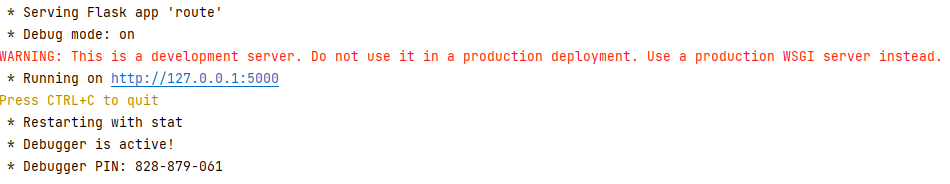 * Serving Flask app 'route'
* Debug mode: on
WARNING: This is a development server. Do not use it in a production deployment. Use a production WSGI server instead.
* Running on http://127.0.0.1:5000
Press CTRL+C to quit
* Restarting with stat
* Debugger is active!
* Debugger PIN: 828-879-061